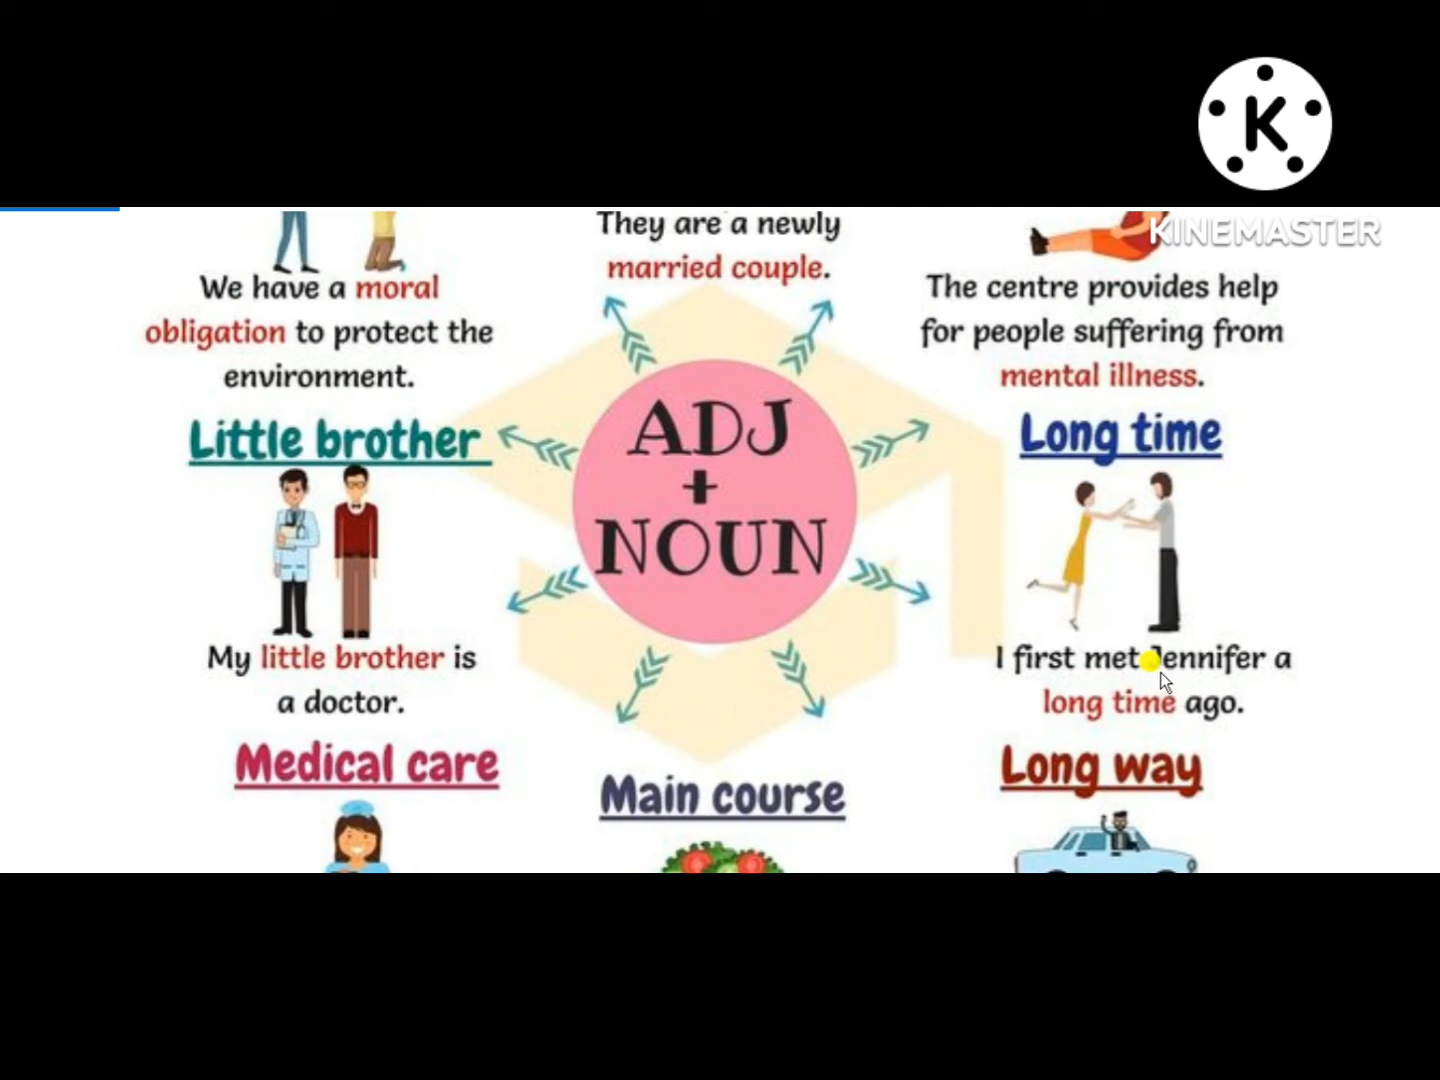 K
KINEMASTER
They are a newly
married couple.
We have a moral
obligation to protect the
environment.
The centre provides help
for people suffering from
mental illness.
Little brother
ADJ
+
NOUN
Long time
My little brother is
a doctor.
I first met Jennifer a
long time ago.
Medical care
Main course
Long way